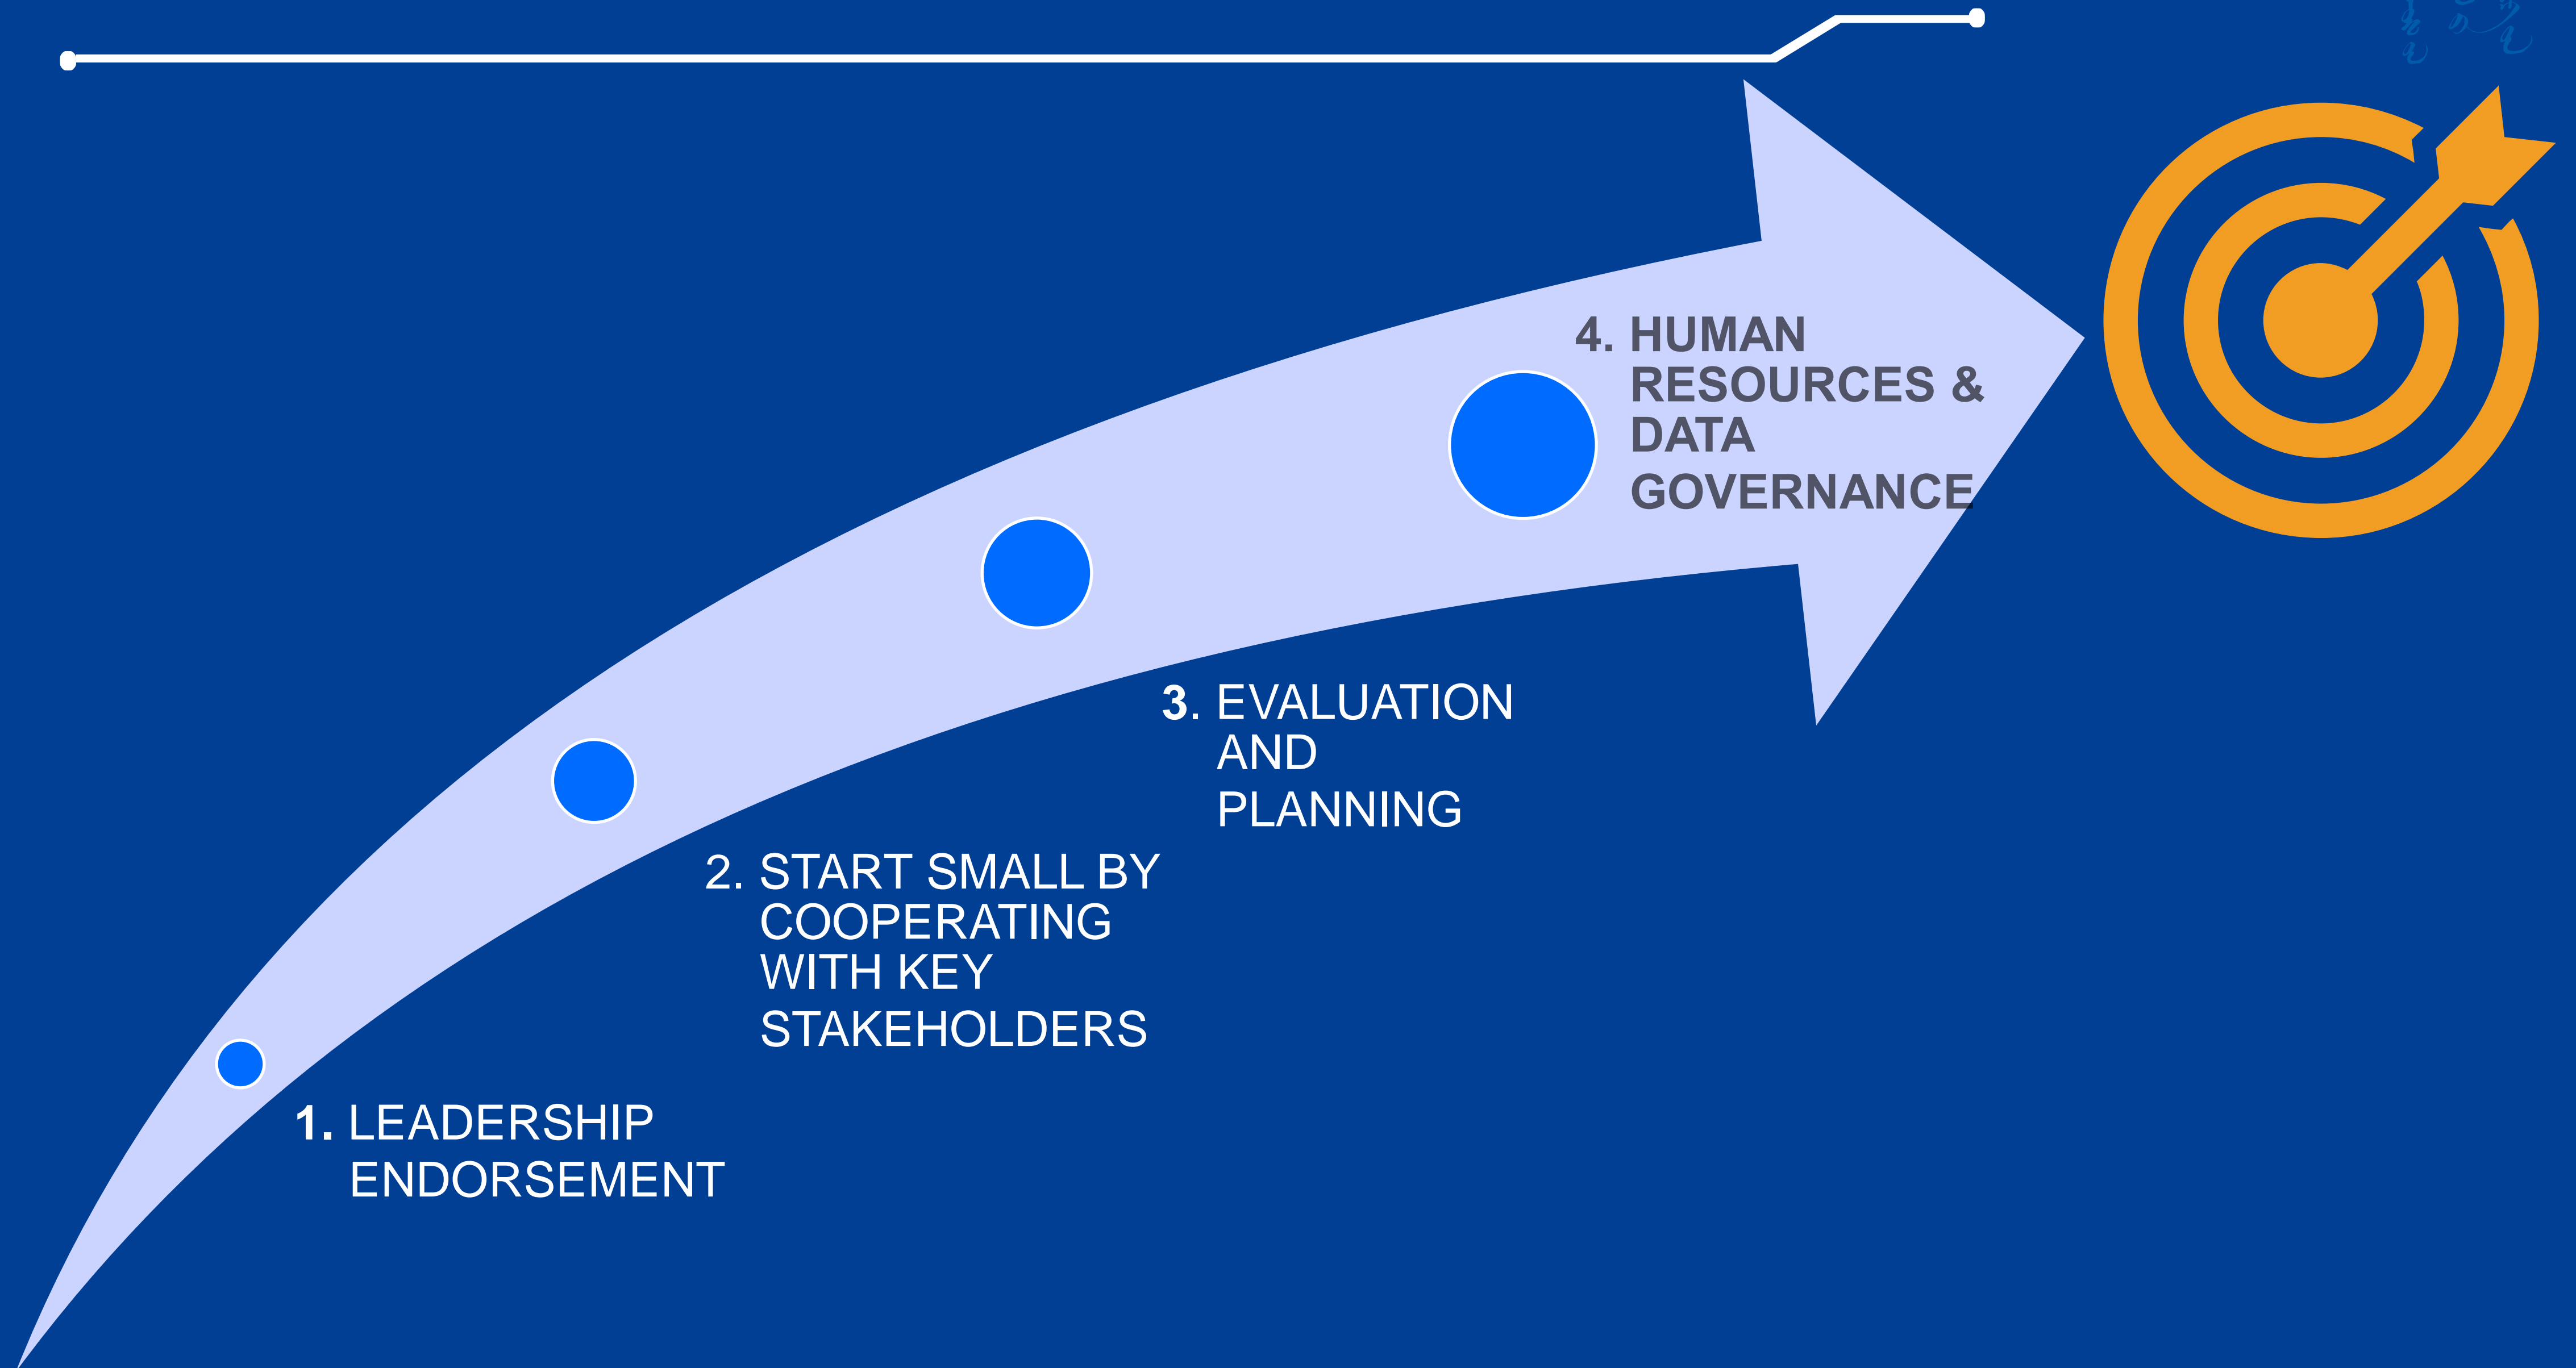 4. HUMAN
RESOURCES &
DATA
GOVERNANCE
3. EVALUATION
AND
PLANNING
2. START SMALL BY
COOPERATING
WITH KEY
STAKEHOLDERS
1. LEADERSHIP
ENDORSEMENT